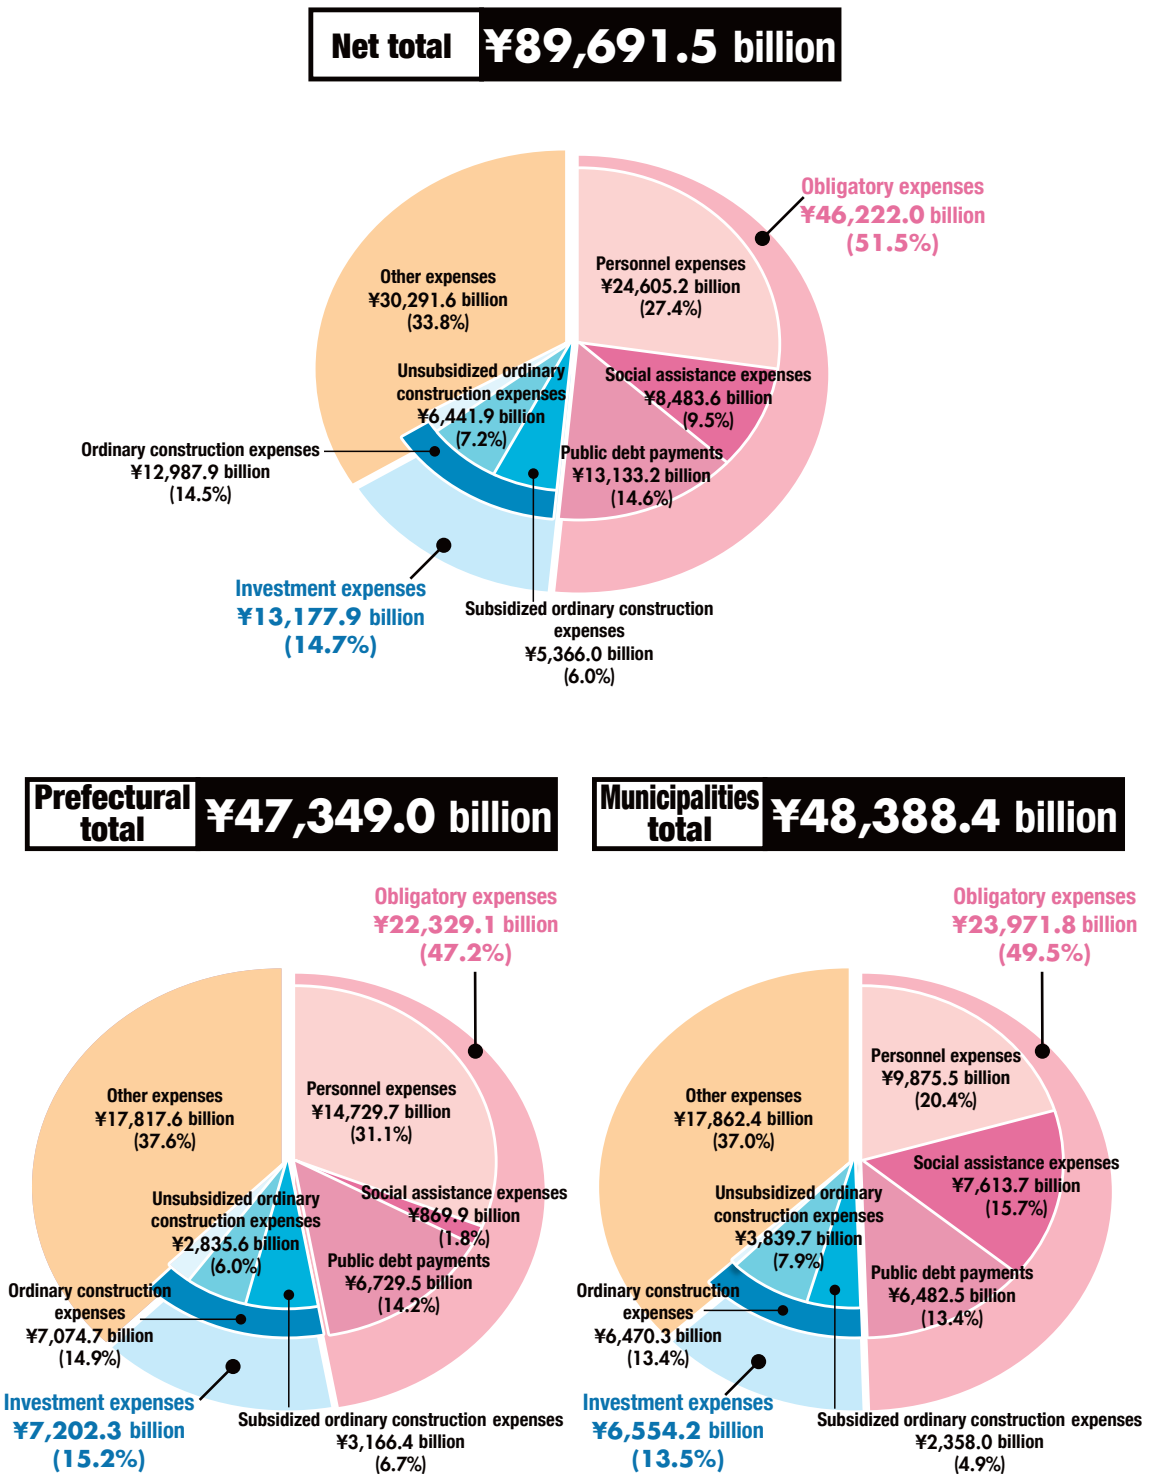 Net total ¥89,691.5 billion
Obligatory expenses
¥46,222.0 billion
(51.5%)
Personnel expenses
¥24,605.2 billion
(27.4%)
Other expenses
¥30,291.6 billion
(33.8%)
Social assistance expenses
¥8,483.6 billion
(9.5%)
Unsubsidized ordinary
construction expenses
¥6,441.9 billion
(7.2%)
Public debt payments
¥13,133.2 billion
(14.6%)
Ordinary construction expenses
¥12,987.9 billion
(14.5%)
Investment expenses
¥13,177.9 billion
(14.7%)
Subsidized ordinary construction
expenses
¥5,366.0 billion
(6.0%)
Prefectural
total
¥47,349.0 billion
Obligatory expenses
¥22,329.1 billion
(47.2%)
Other expenses
¥17,817.6 billion
(37.6%)
Personnel expenses
¥14,729.7 billion
(31.1%)
Social assistance expenses
¥869.9 billion
(1.8%)
Unsubsidized ordinary
construction expenses
¥2,835.6 billion
(6.0%)
Public debt payments
¥6,729.5 billion
(14.2%)
Ordinary construction
expenses
¥7,074.7 billion
(14.9%)
Investment expenses
¥7,202.3 billion
(15.2%)
Subsidized ordinary construction expenses
¥3,166.4 billion
(6.7%)
Municipalities
total
¥48,388.4 billion
Obligatory expenses
¥23,971.8 billion
(49.5%)
Other expenses
¥17,862.4 billion
(37.0%)
Personnel expenses
¥9,875.5 billion
(20.4%)
Social assistance expenses
¥7,613.7 billion
(15.7%)
Unsubsidized ordinary
construction expenses
¥3,839.7 billion
(7.9%)
Public debt payments
¥6,482.5 billion
(13.4%)
Ordinary construction
expenses
¥6,470.3 billion
(13.4%)
Investment expenses
¥6,554.2 billion
(13.5%)
Subsidized ordinary construction expenses
¥2,358.0 billion
(4.9%)